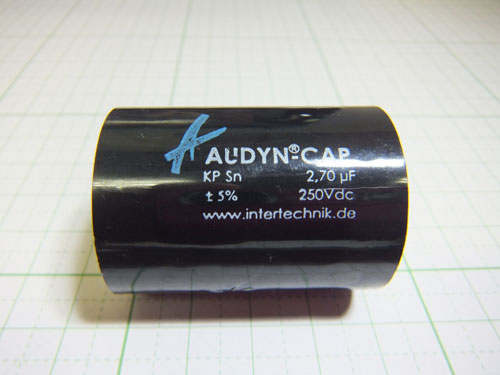 AUDYN®-CAP
KP Sn 2,70 µF
± 5% 250Vdc
www.intertechnik.de